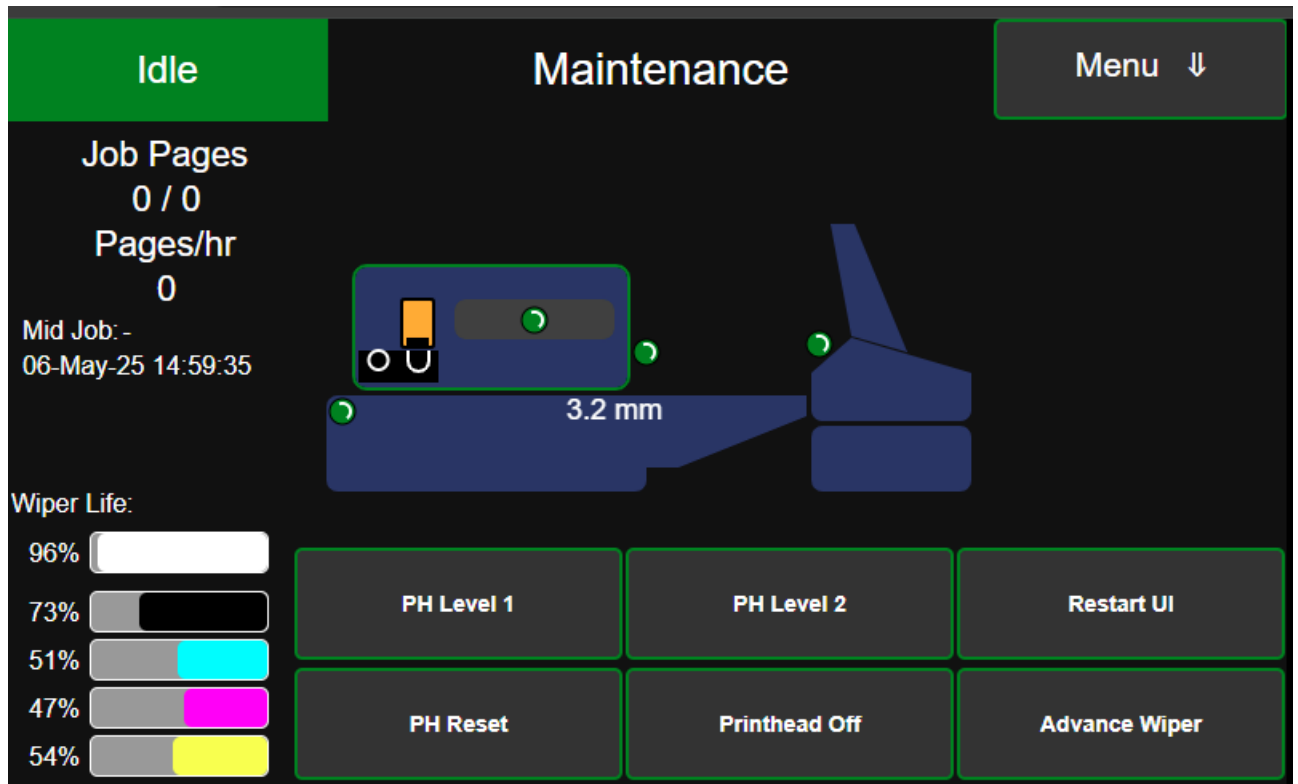 Idle
Maintenance
Menu ⇓
Job Pages
0 / 0
Pages/hr
0
Mid Job: -
06-May-25 14:59:35
3.2 mm
Wiper Life:
96%
73%
51%
47%
54%
PH Level 1
PH Level 2
Restart UI
PH Reset
Printhead Off
Advance Wiper